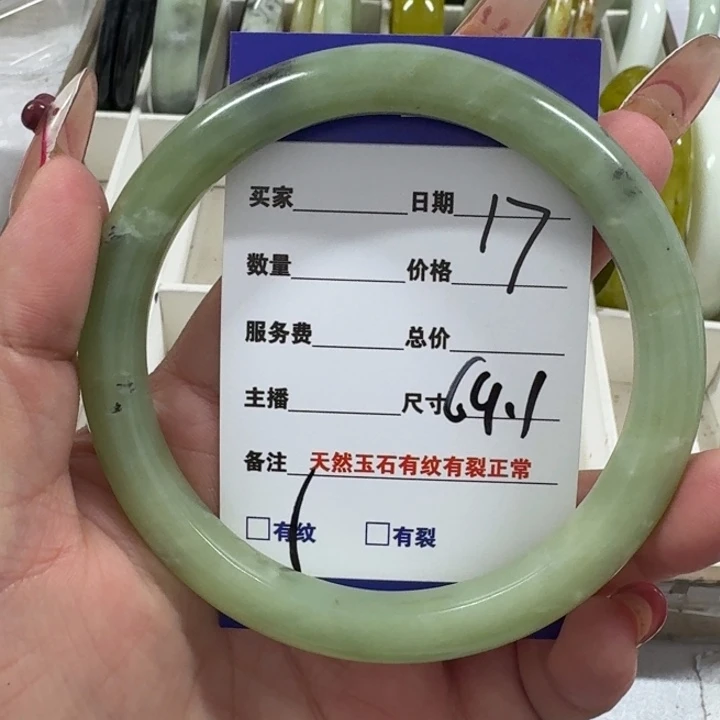 买家 日期 17
数量 价格
服务费 总价
主播 尺寸 64.1
备注 天然玉石有纹有裂正常
□有纹 □有裂